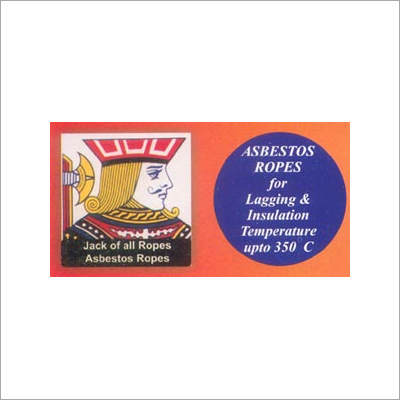 Jack of all Ropes
Asbestos Ropes
ASBESTOS
ROPES
for
Lagging &
Insulation
Temperature
upto 350° C